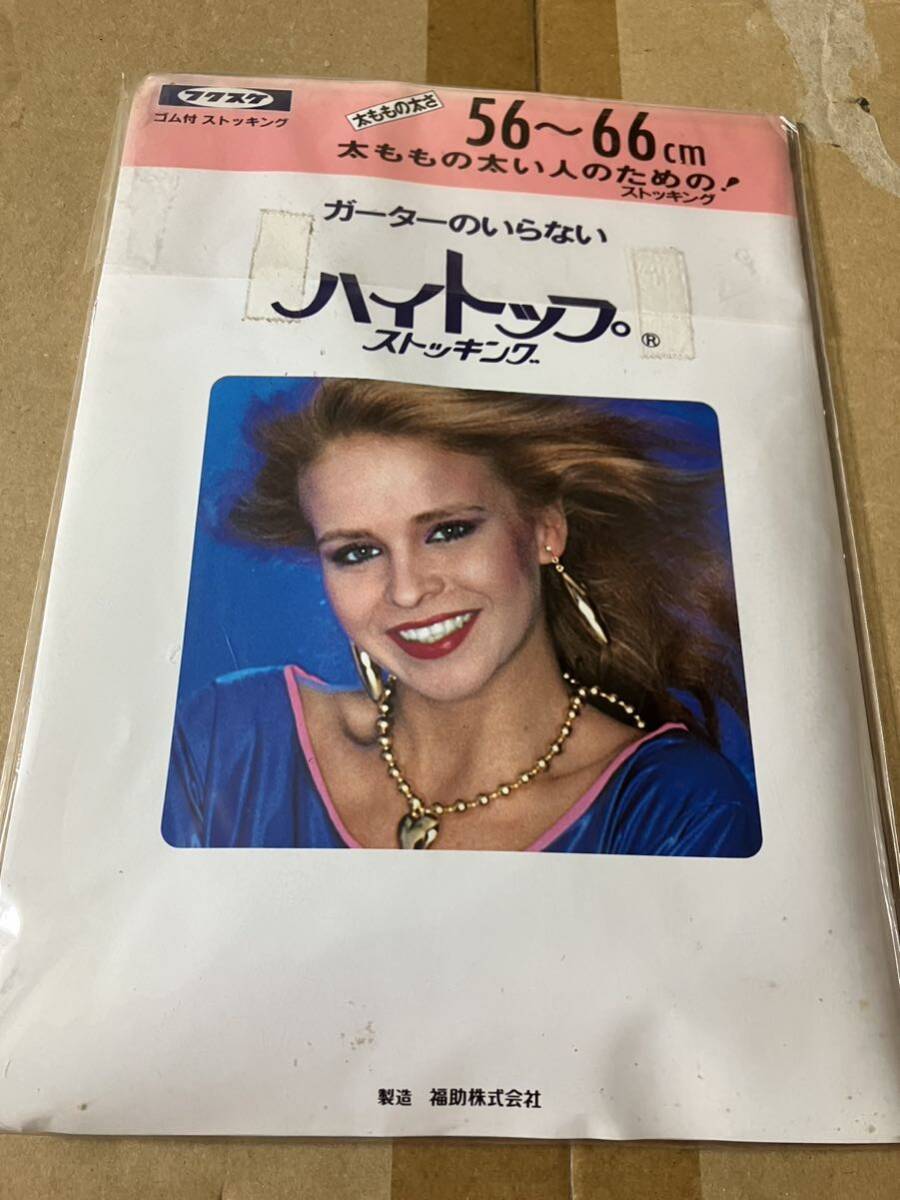 フクスケ
ゴム付 ストッキング
太ももの太さ 56〜66cm
太ももの太い人のための!
ストッキング
ガーターのいらない
ハイトップ®
ストッキング
製造 福助株式会社